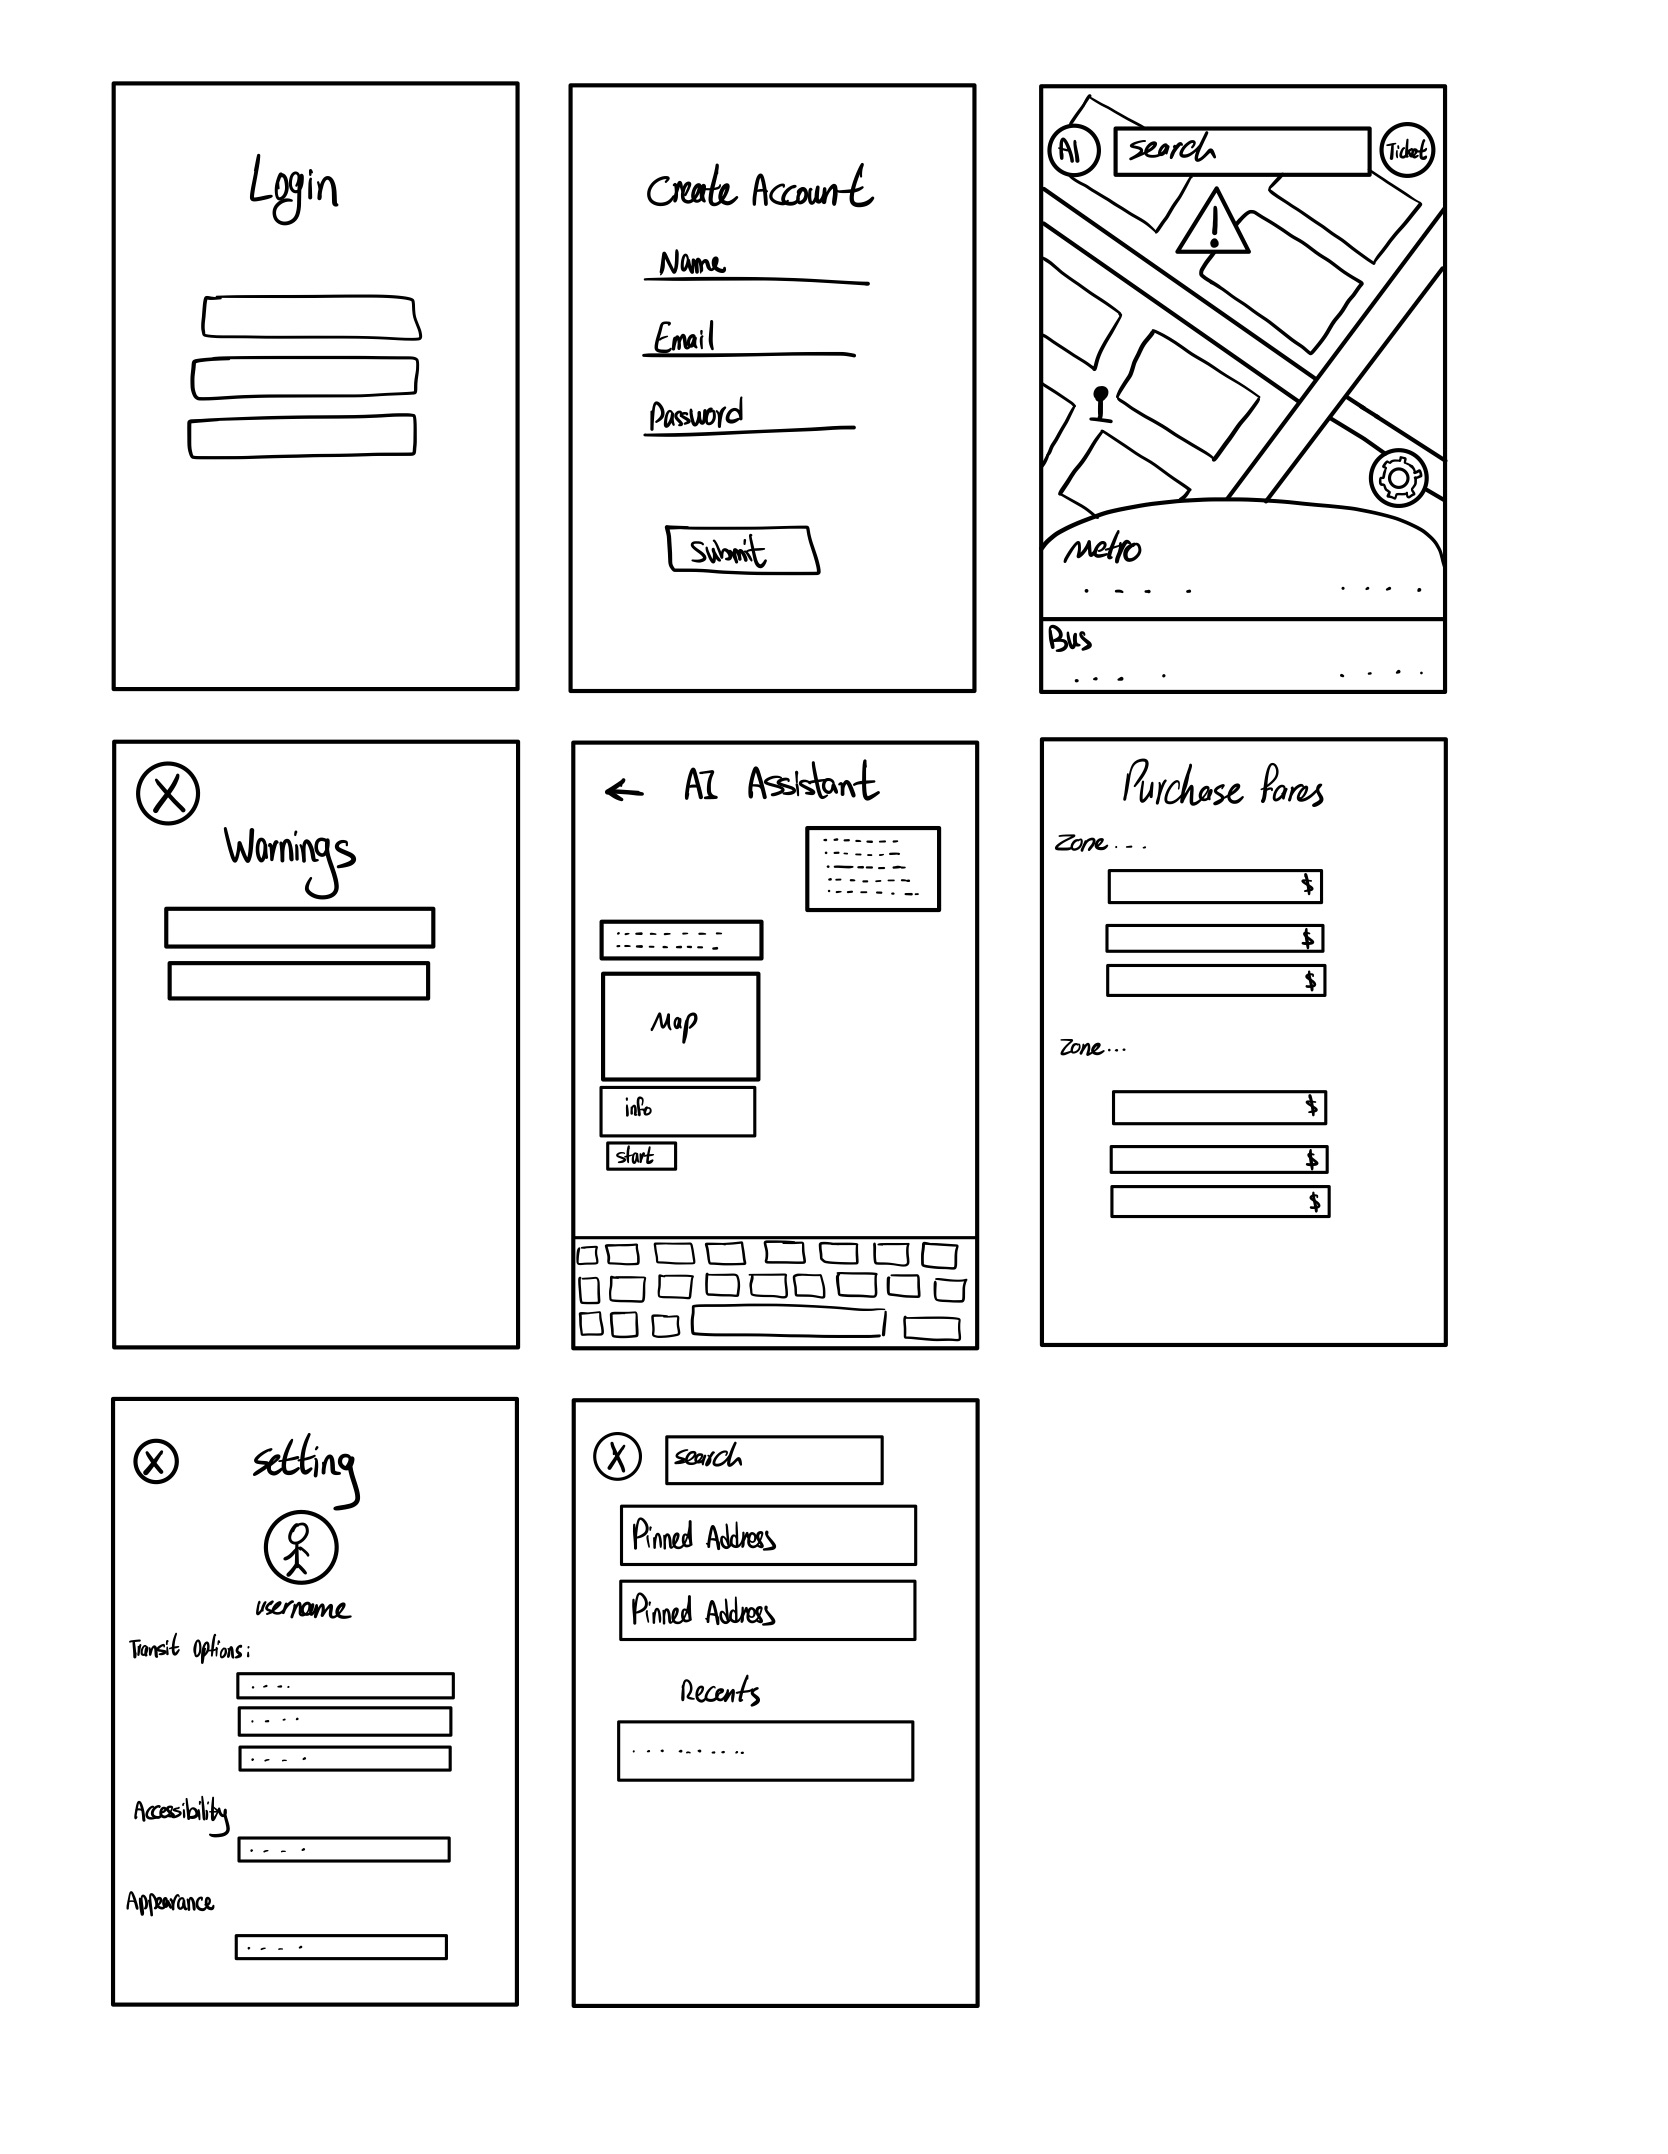 Login
Create Account
Name
Email
Password
Submit
AI
search
Ticket
!
Metro
Bus
X
Warnings
← AI Assistant
Map
info
start
Purchase fares
Zone ...
$
$
$
Zone ...
$
$
$
X
setting
username
Transit Options:
Accessibility
Appearance
X
search
Pinned Address
Pinned Address
Recents